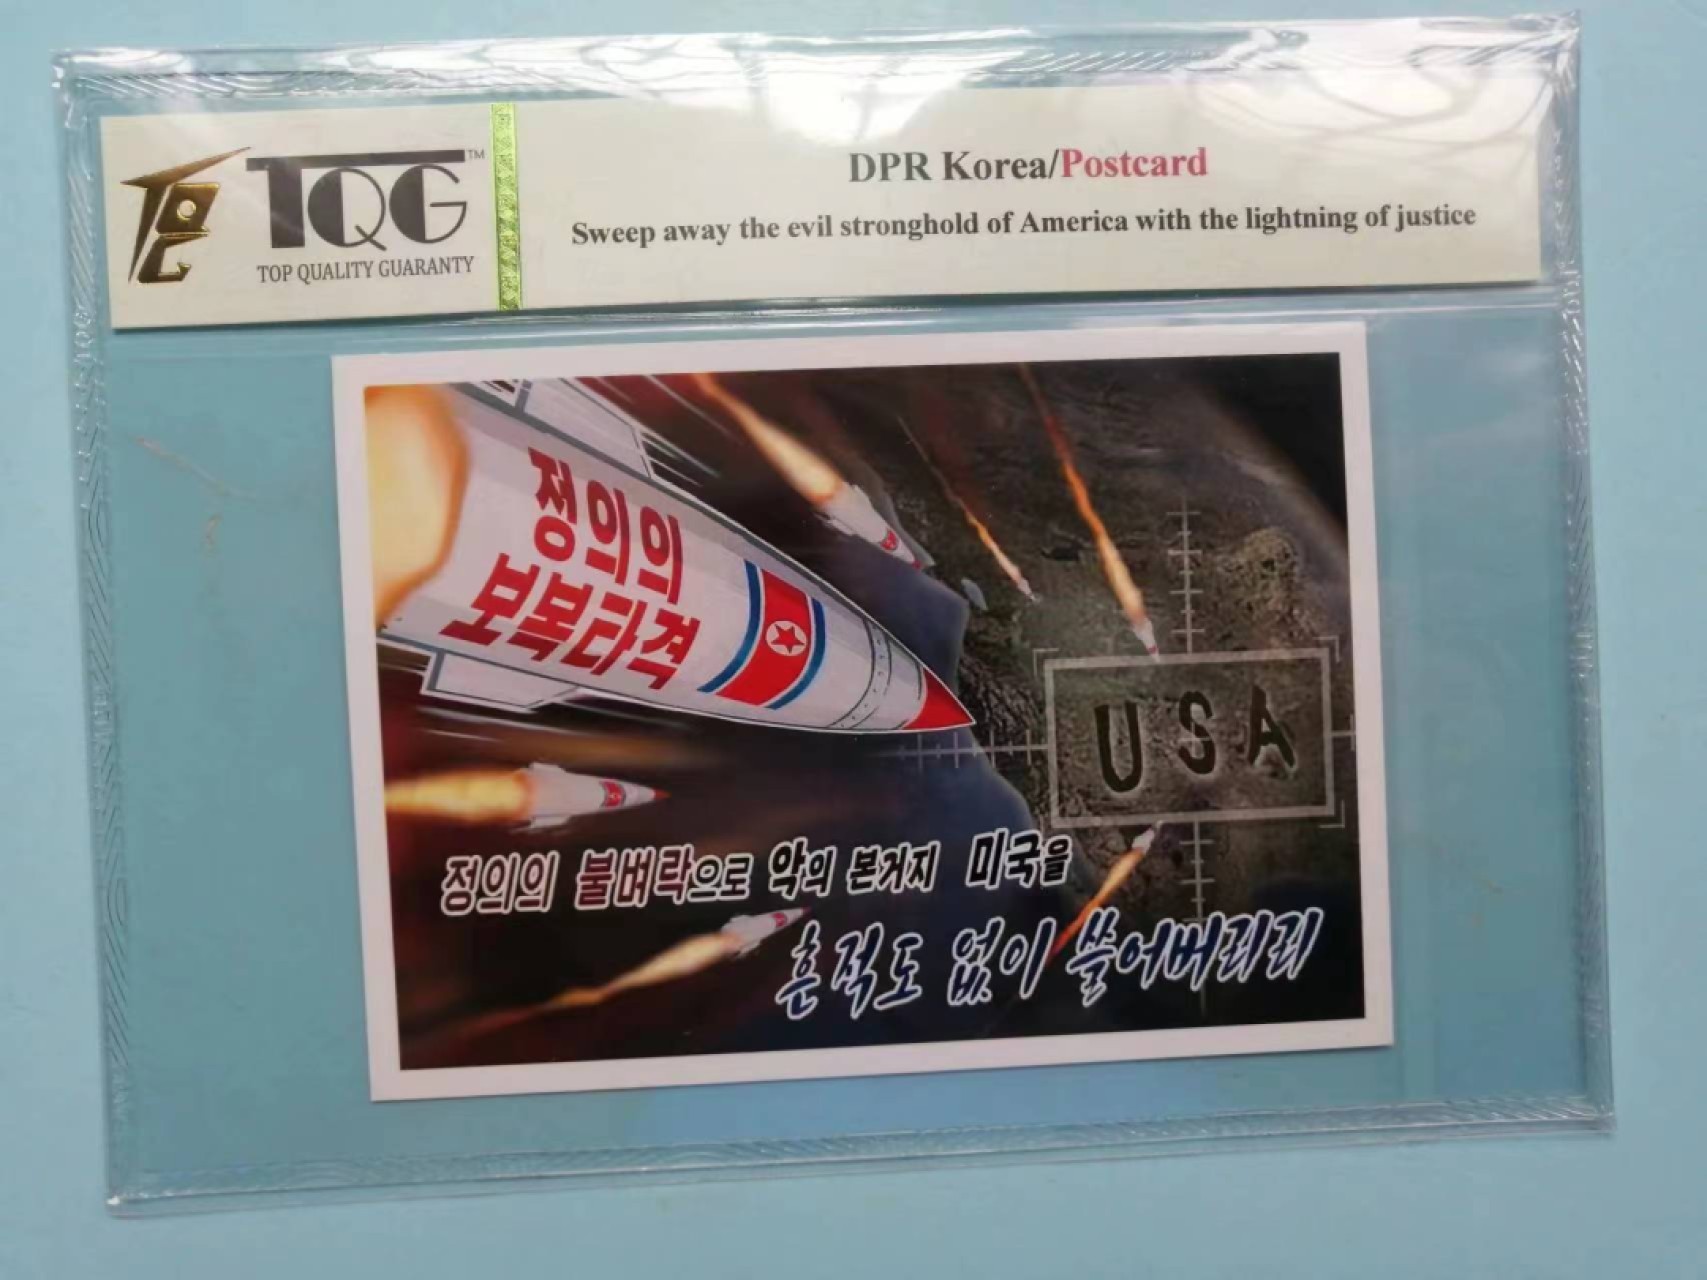 TQG™
TOP QUALITY GUARANTY
DPR Korea/Postcard
Sweep away the evil stronghold of America with the lightning of justice
정의의
보복타격
USA
정의의 불벼락으로 악의 본거지 미국을
흔적도 없이 쓸어버리리